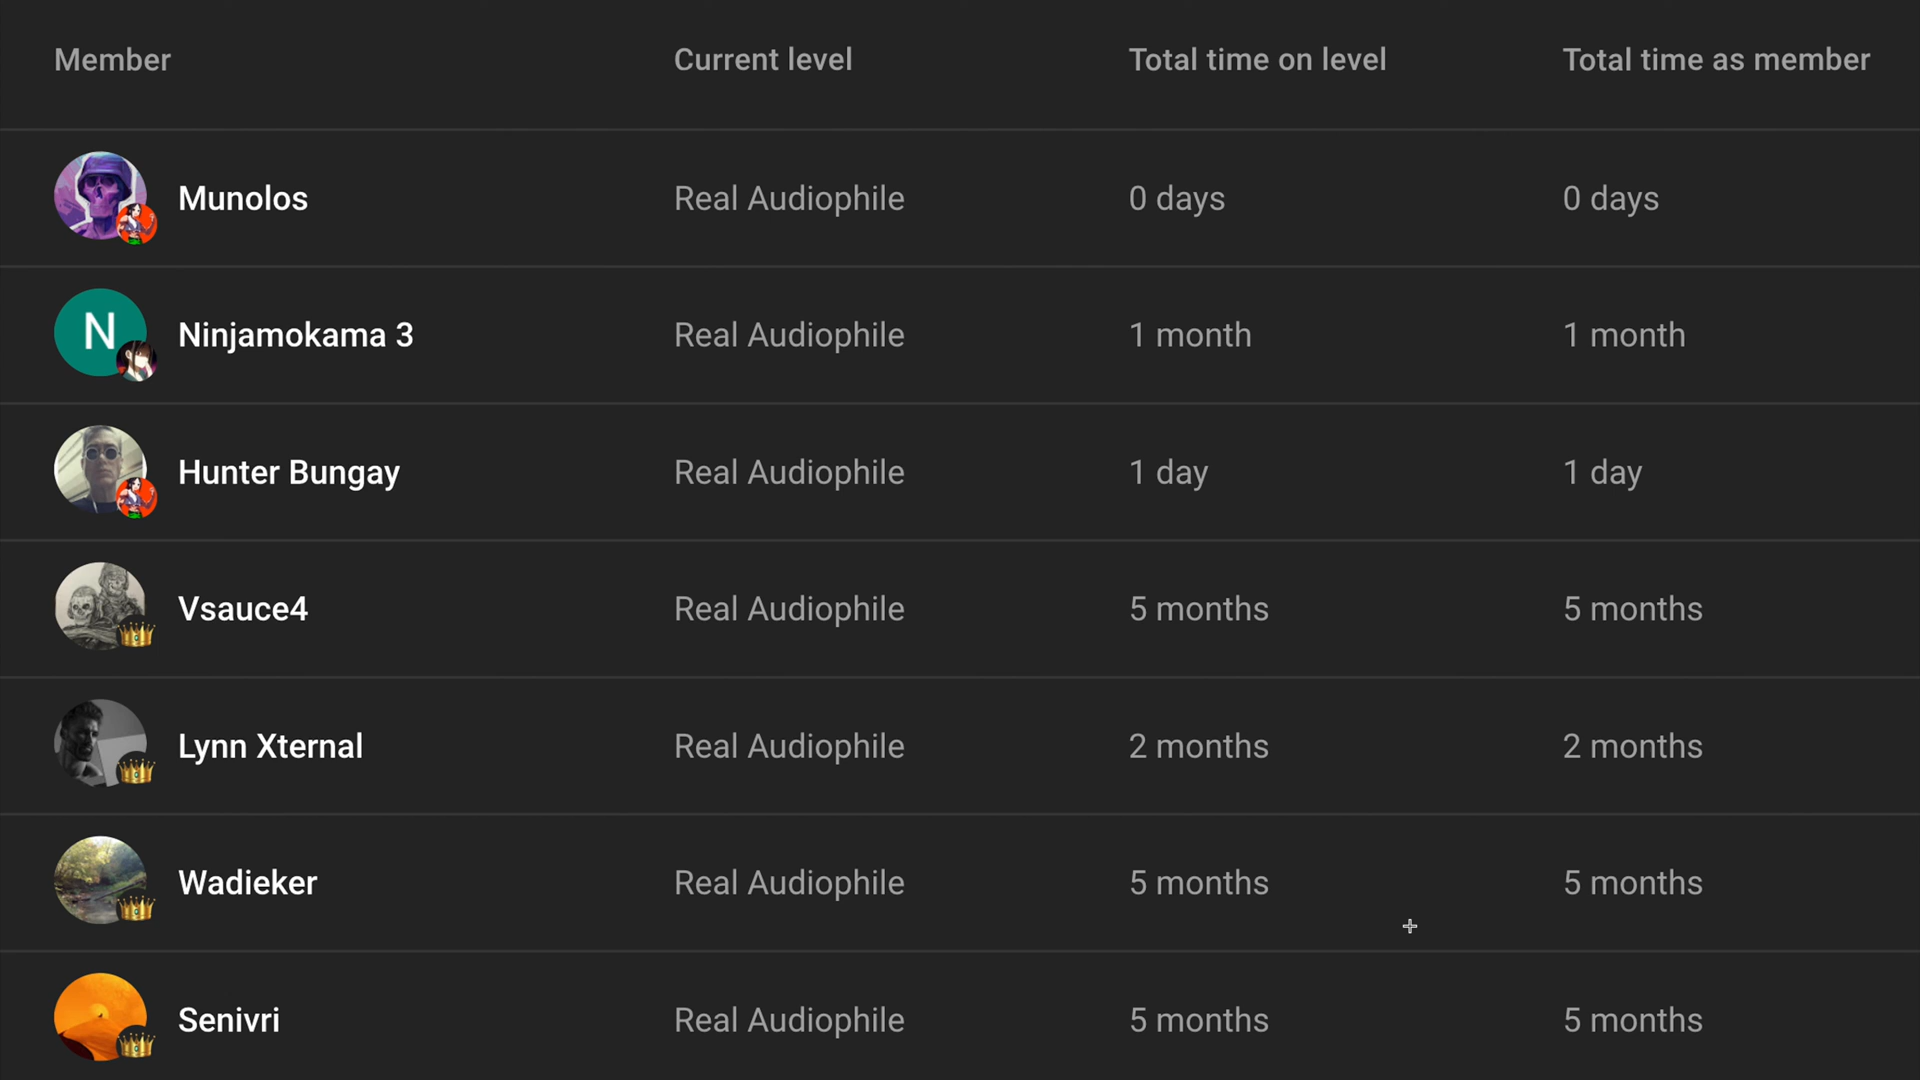 Member Current level Total time on level Total time as member
Munolos Real Audiophile 0 days 0 days
N Ninjamokama 3 Real Audiophile 1 month 1 month
Hunter Bungay Real Audiophile 1 day 1 day
Vsauce4 Real Audiophile 5 months 5 months
Lynn Xternal Real Audiophile 2 months 2 months
Wadieker Real Audiophile 5 months 5 months
Senivri Real Audiophile 5 months 5 months